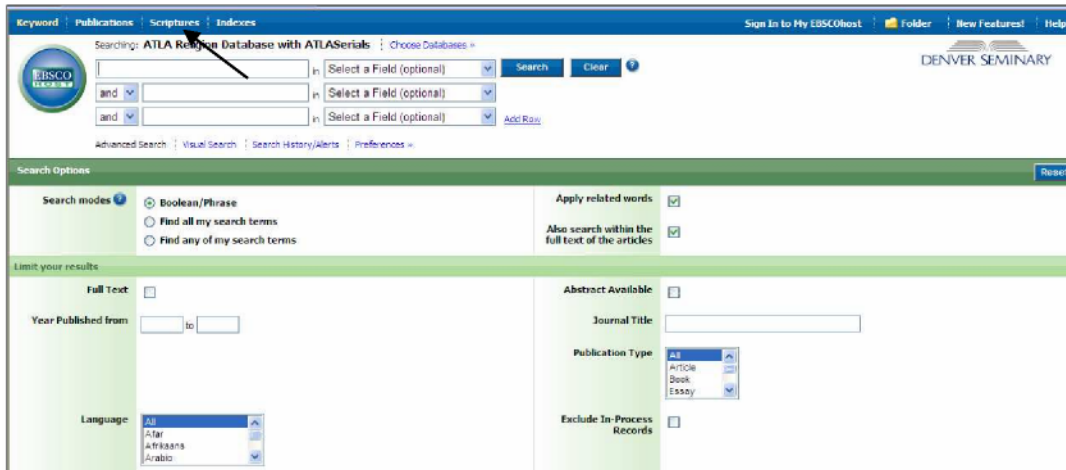 Keyword Publications Scriptures Indexes Sign In to My EBSCOhost Folder New Features! Help
Searching: ATLA Religion Database with ATLASerials Choose Databases »
DENVER SEMINARY
EBSCO
HOST
in Select a Field (optional) Search Clear ?
and in Select a Field (optional)
and in Select a Field (optional) Add Row
Advanced Search Visual Search Search History/Alerts Preferences »
Search Options Reset
Search modes ? Boolean/Phrase Apply related words
Find all my search terms
Find any of my search terms
Also search within the
full text of the articles
Limit your results
Full Text Abstract Available
Year Published from to Journal Title
Publication Type All
Article
Book
Essay
Language All
Afar
Afrikaans
Arabic
Exclude In-Process
Records